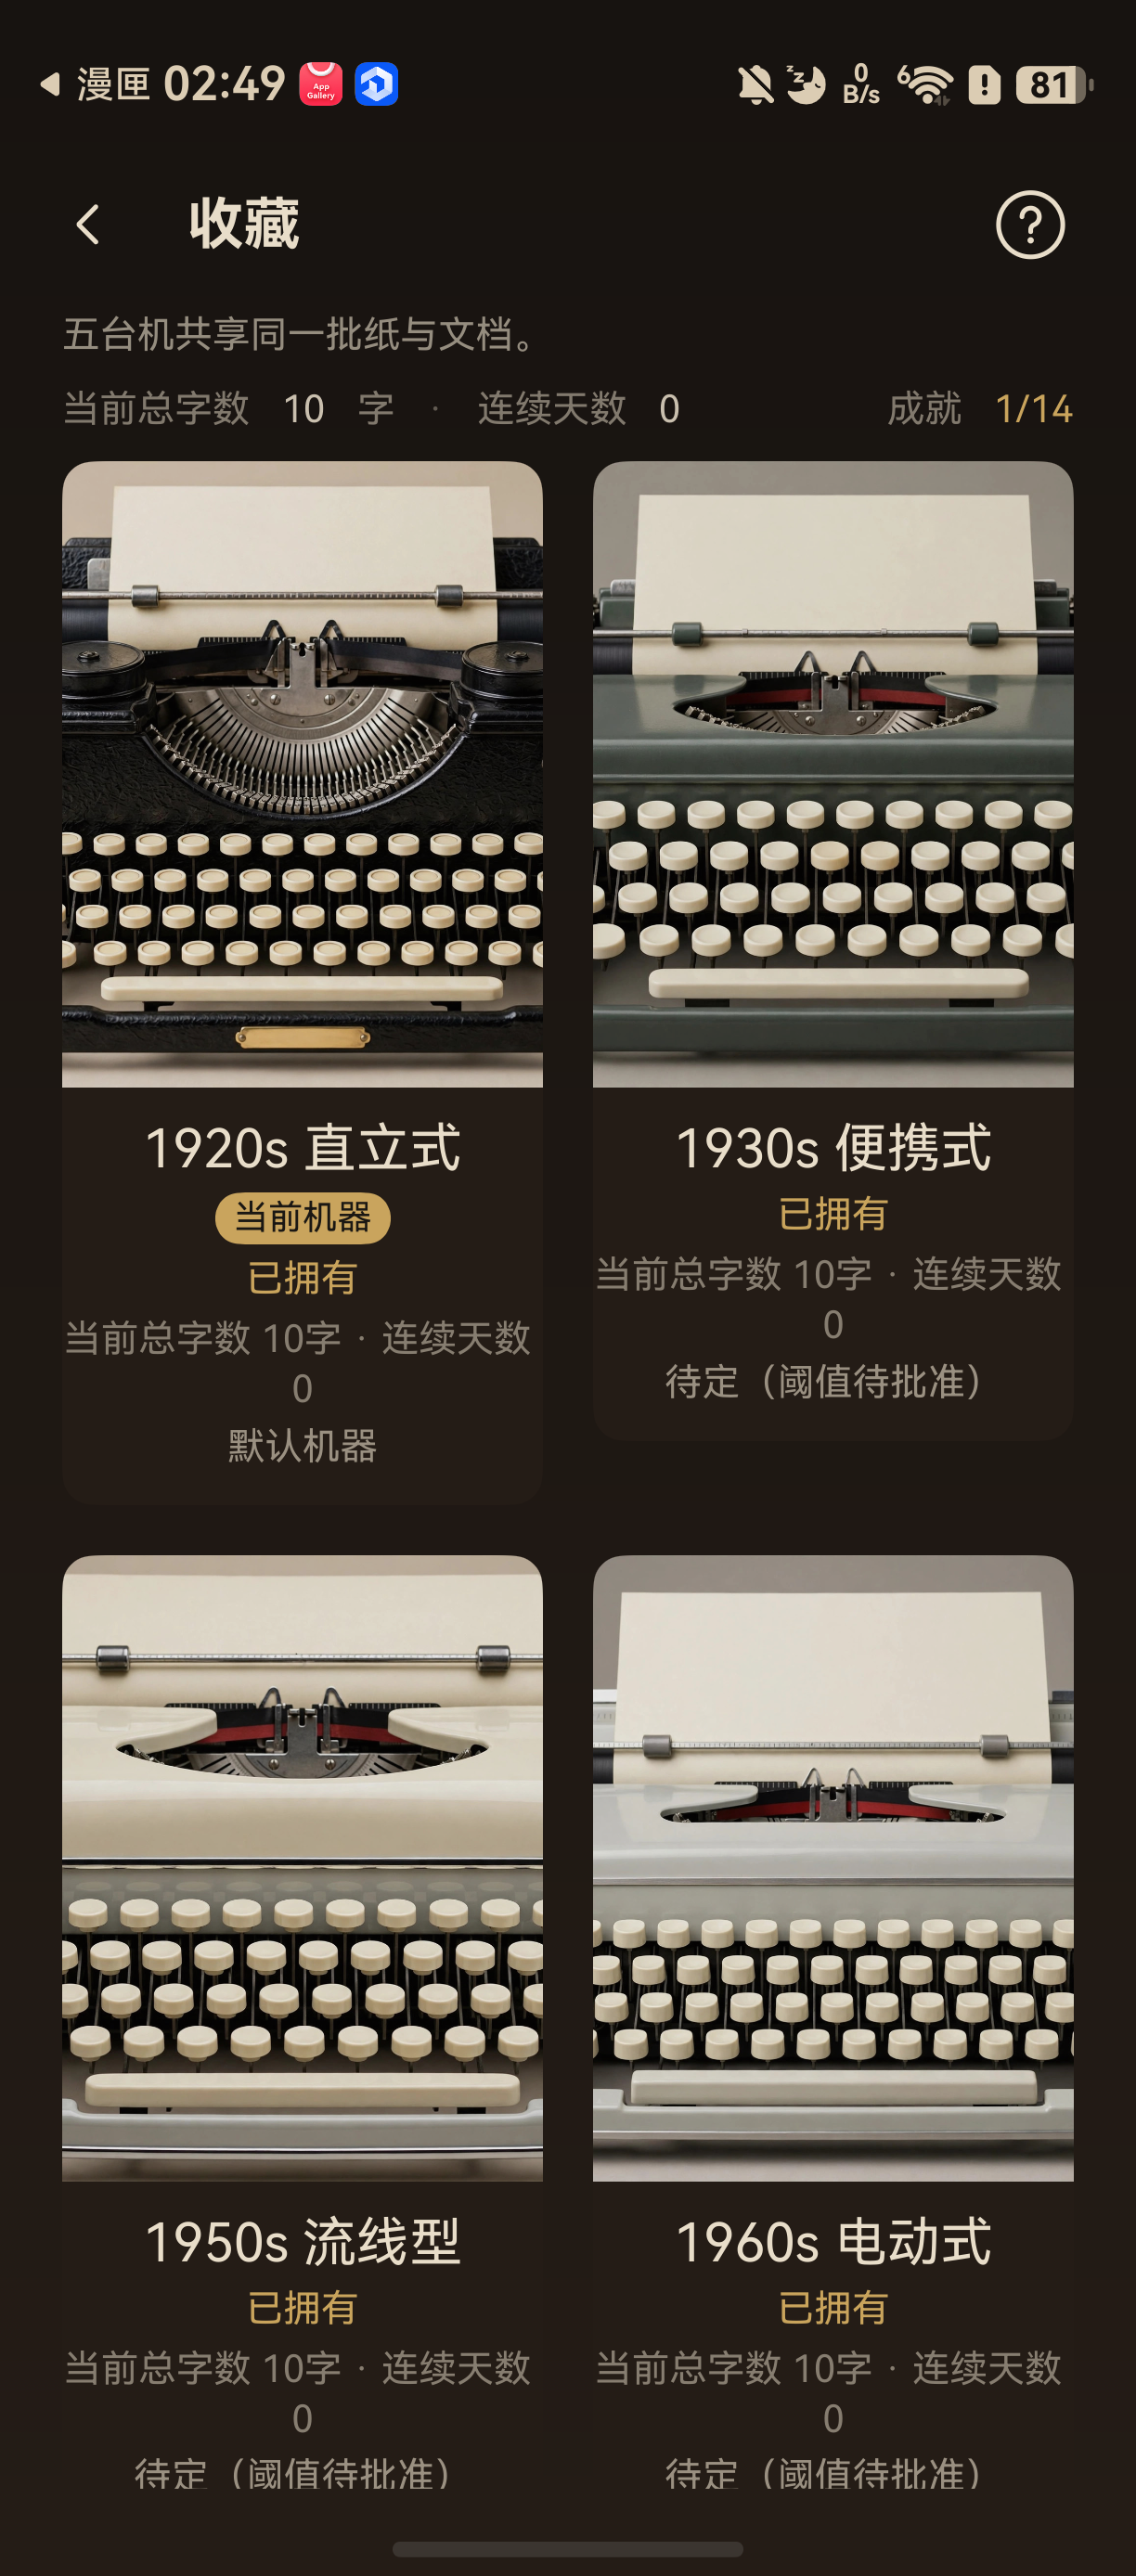 漫匣 02:49 App Gallery 0 B/s 6 81
收藏
五台机共享同一批纸与文档。
当前总字数 10 字 · 连续天数 0 成就 1/14
1920s 直立式
当前机器
已拥有
当前总字数 10字 · 连续天数
0
默认机器
1930s 便携式
已拥有
当前总字数 10字 · 连续天数
0
待定（阈值待批准）
1950s 流线型
已拥有
当前总字数 10字 · 连续天数
0
待定（阈值待批准）
1960s 电动式
已拥有
当前总字数 10字 · 连续天数
0
待定（阈值待批准）